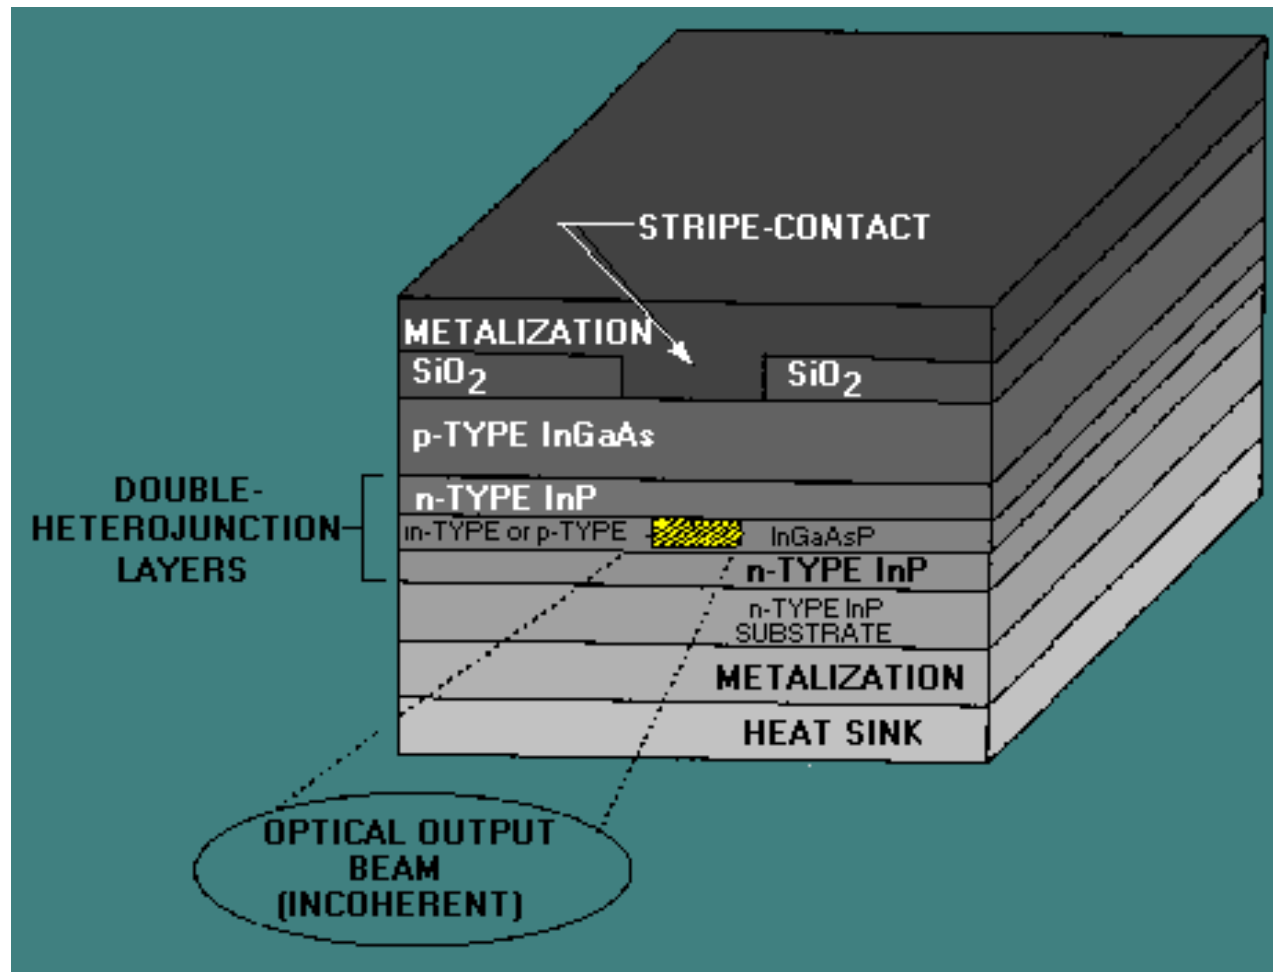 STRIPE-CONTACT
METALIZATION
SiO2
SiO2
p-TYPE InGaAs
DOUBLE-
HETEROJUNCTION
LAYERS
n-TYPE InP
n-TYPE or p-TYPE
InGaAsP
n-TYPE InP
n-TYPE InP
SUBSTRATE
METALIZATION
HEAT SINK
OPTICAL OUTPUT
BEAM
(INCOHERENT)